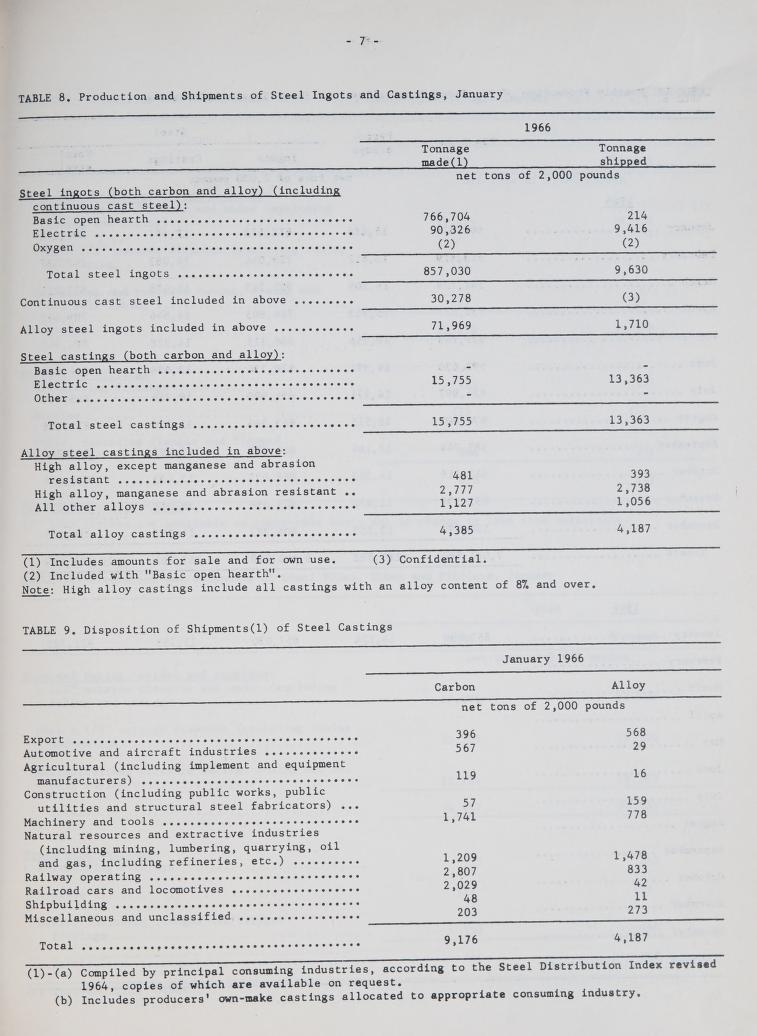 - 7 -
TABLE 8. Production and Shipments of Steel Ingots and Castings, January
1966
Tonnage Tonnage
made(1) shipped
net tons of 2,000 pounds
Steel ingots (both carbon and alloy) (including
continuous cast steel):
Basic open hearth ............................. 766,704 214
Electric ...................................... 90,326 9,416
Oxygen ........................................ (2) (2)
Total steel ingots .......................... 857,030 9,630
Continuous cast steel included in above ......... 30,278 (3)
Alloy steel ingots included in above ............ 71,969 1,710
Steel castings (both carbon and alloy):
Basic open hearth ............................. - -
Electric ...................................... 15,755 13,363
Other ......................................... - -
Total steel castings ........................ 15,755 13,363
Alloy steel castings included in above:
High alloy, except manganese and abrasion
resistant ................................... 481 393
High alloy, manganese and abrasion resistant .. 2,777 2,738
All other alloys .............................. 1,127 1,056
Total alloy castings ........................ 4,385 4,187
(1) Includes amounts for sale and for own use. (3) Confidential.
(2) Included with "Basic open hearth".
Note: High alloy castings include all castings with an alloy content of 8% and over.
TABLE 9. Disposition of Shipments(1) of Steel Castings
January 1966
Carbon Alloy
net tons of 2,000 pounds
Export .......................................... 396 568
Automotive and aircraft industries .............. 567 29
Agricultural (including implement and equipment
manufacturers) ................................ 119 16
Construction (including public works, public
utilities and structural steel fabricators) ... 57 159
Machinery and tools ............................. 1,741 778
Natural resources and extractive industries
(including mining, lumbering, quarrying, oil
and gas, including refineries, etc.) .......... 1,209 1,478
Railway operating ............................... 2,807 833
Railroad cars and locomotives ................... 2,029 42
Shipbuilding .................................... 48 11
Miscellaneous and unclassified .................. 203 273
Total ......................................... 9,176 4,187
(1)-(a) Compiled by principal consuming industries, according to the Steel Distribution Index revised
1964, copies of which are available on request.
(b) Includes producers' own-make castings allocated to appropriate consuming industry.